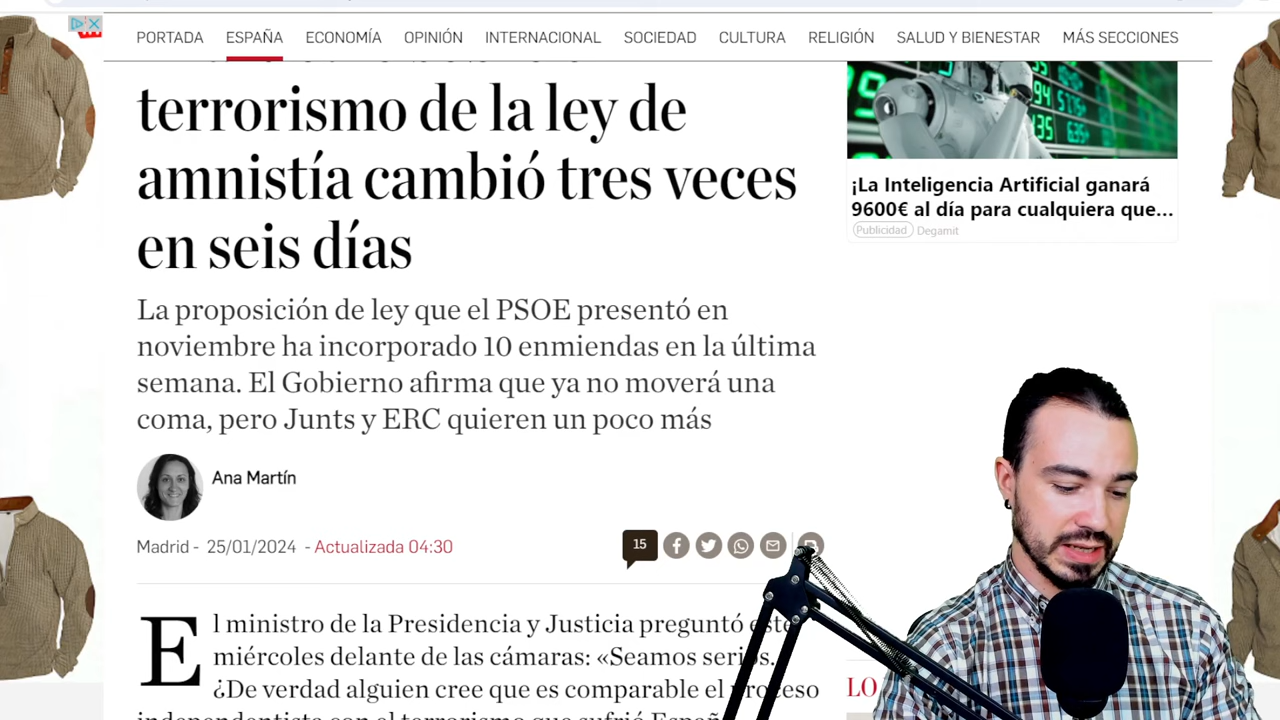 PORTADA ESPAÑA ECONOMÍA OPINIÓN INTERNACIONAL SOCIEDAD CULTURA RELIGIÓN SALUD Y BIENESTAR MÁS SECCIONES
terrorismo de la ley de
amnistía cambió tres veces
en seis días
La proposición de ley que el PSOE presentó en
noviembre ha incorporado 10 enmiendas en la última
semana. El Gobierno afirma que ya no moverá una
coma, pero Junts y ERC quieren un poco más
Ana Martín
Madrid - 25/01/2024 - Actualizada 04:30
15
El ministro de la Presidencia y Justicia preguntó este
miércoles delante de las cámaras: «Seamos serios.
¿De verdad alguien cree que es comparable el proceso
independentista con el terrorismo que sufrió
¡La Inteligencia Artificial ganará
9600€ al día para cualquiera que...
Publicidad Degamit
LO